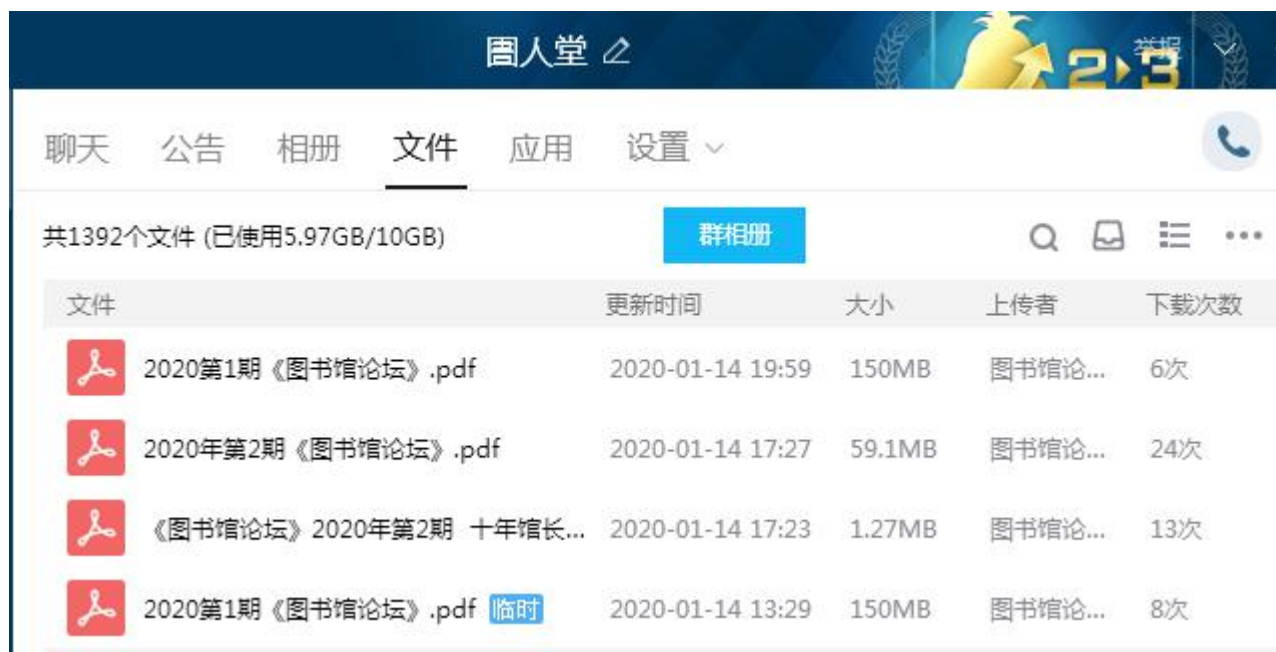 圕人堂
2 3 举报
聊天 公告 相册 文件 应用 设置
共1392个文件 (已使用5.97GB/10GB) 群相册
文件 更新时间 大小 上传者 下载次数
2020第1期《图书馆论坛》.pdf 2020-01-14 19:59 150MB 图书馆论... 6次
2020年第2期《图书馆论坛》.pdf 2020-01-14 17:27 59.1MB 图书馆论... 24次
《图书馆论坛》2020年第2期 十年馆长... 2020-01-14 17:23 1.27MB 图书馆论... 13次
2020第1期《图书馆论坛》.pdf 临时 2020-01-14 13:29 150MB 图书馆论... 8次